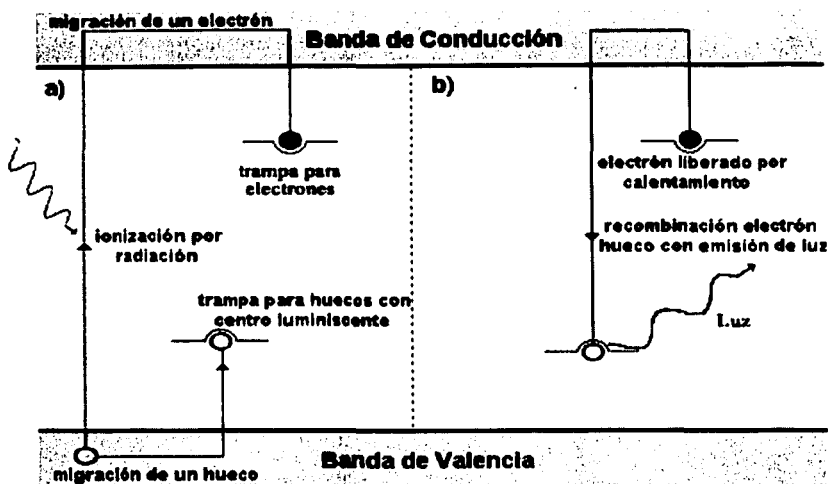 migración de un electrón
Banda de Conducción
a)
b)
trampa para
electrones
electrón liberado por
calentamiento
ionización por
radiación
recombinación electrón
hueco con emisión de luz
trampa para huecos con
centro luminiscente
Luz
migración de un hueco
Banda de Valencia